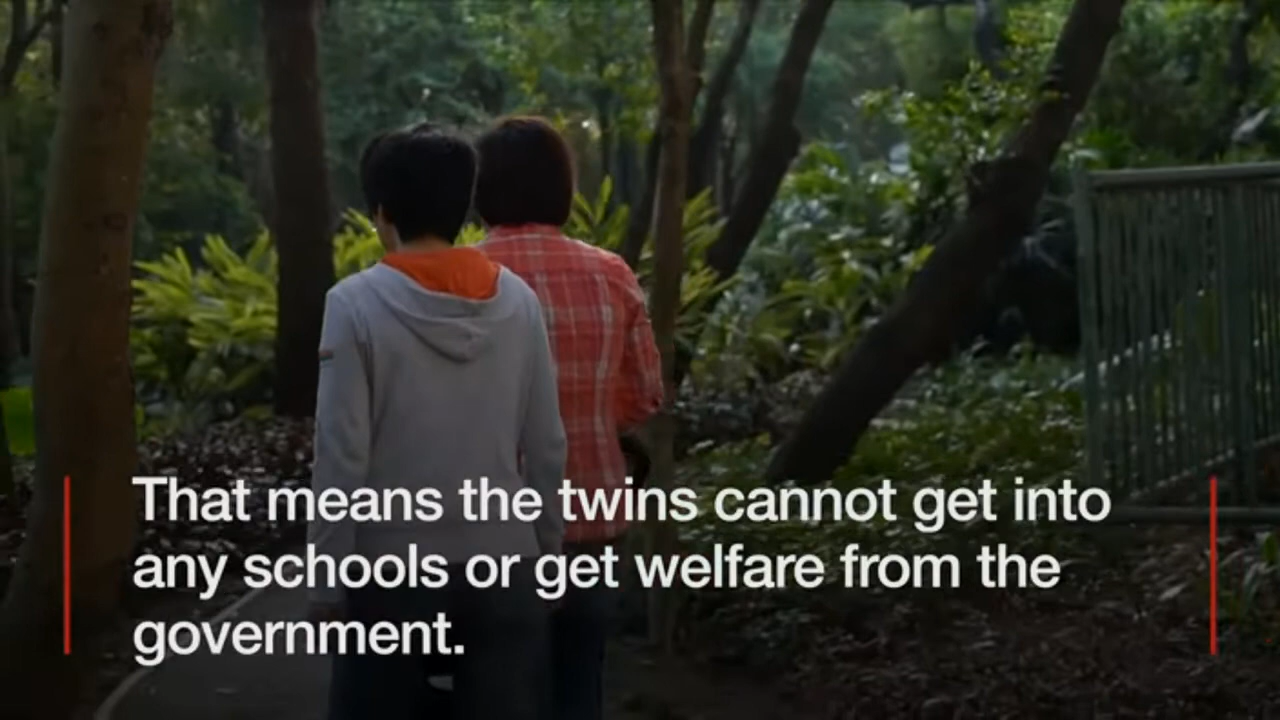 That means the twins cannot get into
any schools or get welfare from the
government.